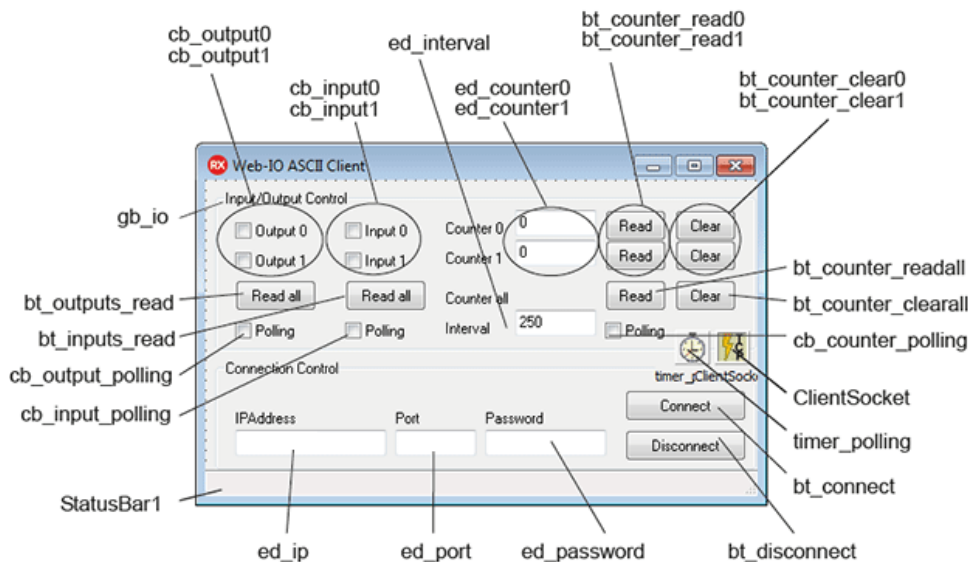 cb_output0
cb_output1
cb_input0
cb_input1
ed_interval
ed_counter0
ed_counter1
bt_counter_read0
bt_counter_read1
bt_counter_clear0
bt_counter_clear1
RX Web-IO ASCII Client
gb_io
Input/Output Control
Output 0
Input 0
Counter 0
0
Read
Clear
Output 1
Input 1
Counter 1
0
Read
Clear
bt_outputs_read
Read all
Read all
Counter all
Read
Clear
bt_counter_readall
bt_counter_clearall
bt_inputs_read
Polling
Polling
Interval
250
Polling
cb_counter_polling
cb_output_polling
Connection Control
timer_
ClientSock
ClientSocket
cb_input_polling
IPAddress
Port
Password
Connect
timer_polling
Disconnect
bt_connect
StatusBar1
ed_ip
ed_port
ed_password
bt_disconnect